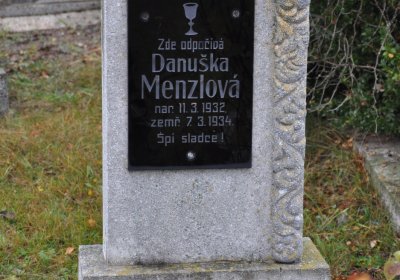 Zde odpočívá
Danuška
Menzlová
nar. 11. 3. 1932
zemř. 7. 3. 1934
Spi sladce!